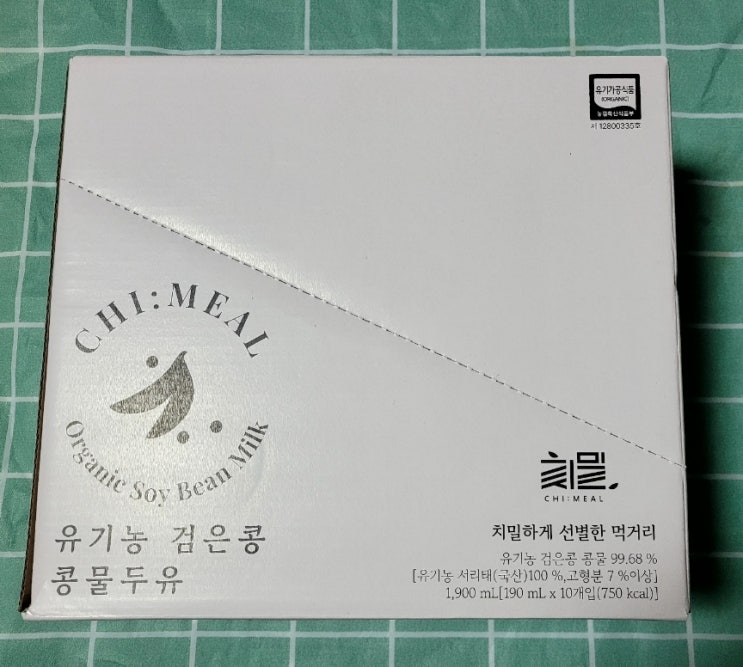 유기가공식품
(ORGANIC)
농림축산식품부
제 12800335호
CHI:MEAL
Organic Soy Bean Milk
유기농 검은콩
콩물두유
치밀
CHI:MEAL
치밀하게 선별한 먹거리
유기농 검은콩 콩물 99.68 %
[유기농 서리태(국산)100 %,고형분 7 %이상]
1,900 mL[190 mL x 10개입(750 kcal)]